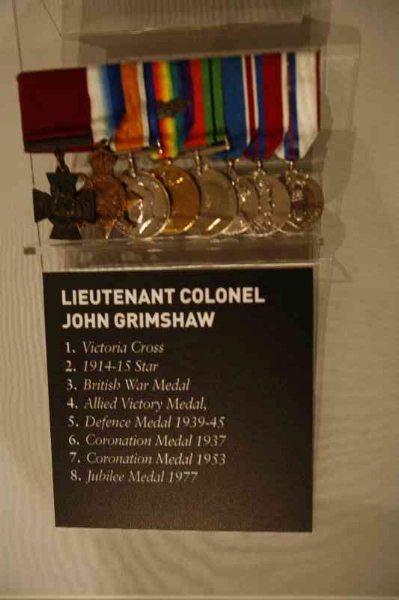 LIEUTENANT COLONEL
JOHN GRIMSHAW
1. Victoria Cross
2. 1914-15 Star
3. British War Medal
4. Allied Victory Medal,
5. Defence Medal 1939-45
6. Coronation Medal 1937
7. Coronation Medal 1953
8. Jubilee Medal 1977